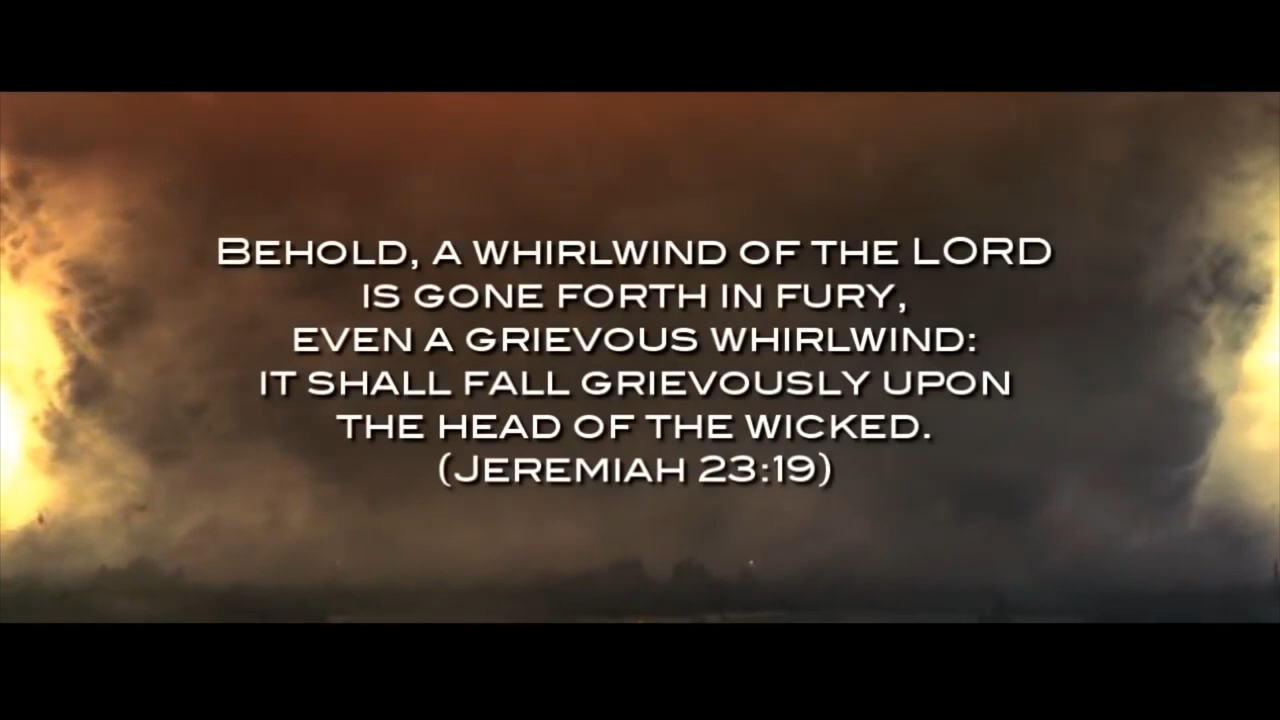 Behold, a whirlwind of the LORD
is gone forth in fury,
even a grievous whirlwind:
it shall fall grievously upon
the head of the wicked.
(Jeremiah 23:19)